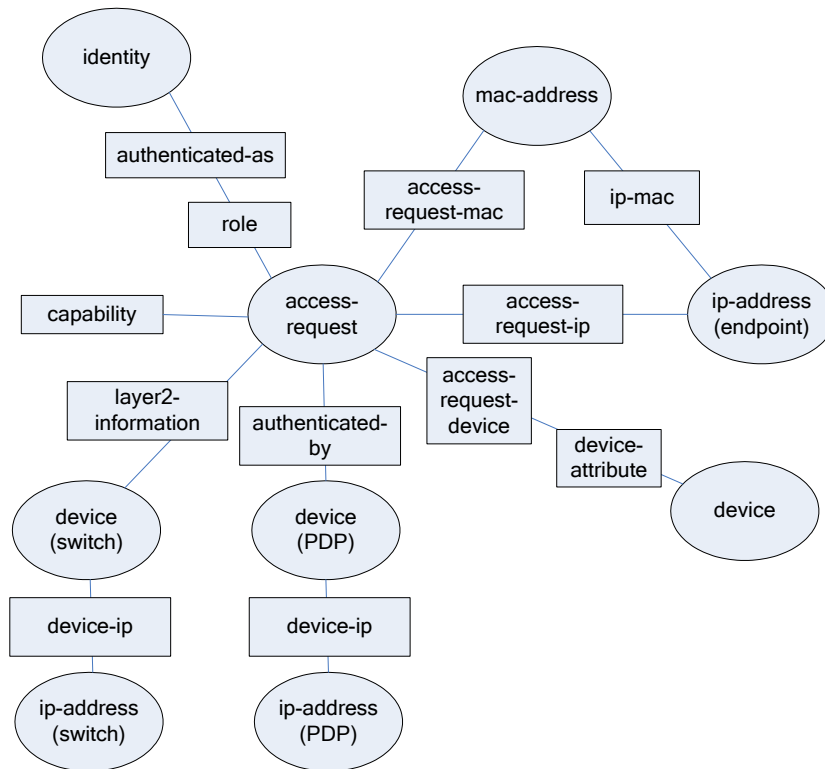 identity
mac-address
authenticated-as
access-
request-mac
ip-mac
role
access-
request
capability
access-
request-ip
ip-address
(endpoint)
layer2-
information
authenticated-
by
access-
request-
device
device-
attribute
device
(switch)
device
(PDP)
device
device-ip
device-ip
ip-address
(switch)
ip-address
(PDP)